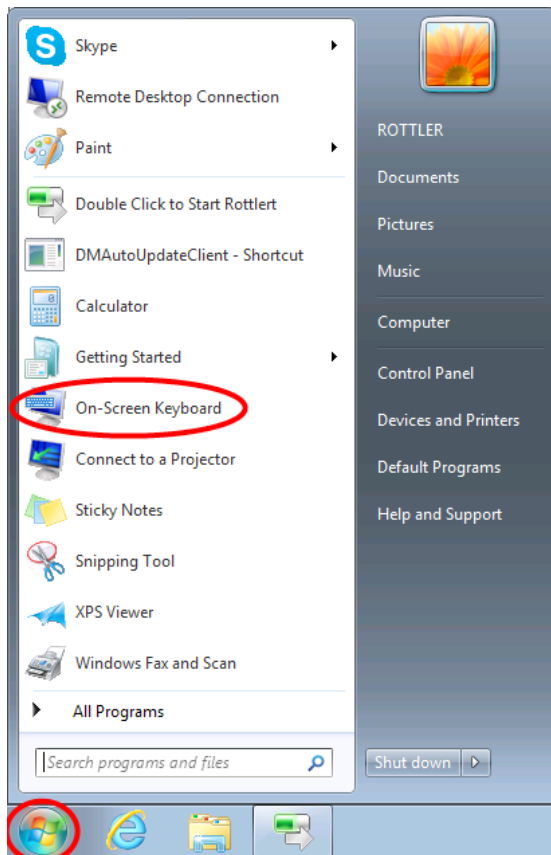 Skype
Remote Desktop Connection
Paint
Double Click to Start Rottlert
DMAutoUpdateClient - Shortcut
Calculator
Getting Started
On-Screen Keyboard
Connect to a Projector
Sticky Notes
Snipping Tool
XPS Viewer
Windows Fax and Scan
All Programs
Search programs and files
ROTTLER
Documents
Pictures
Music
Computer
Control Panel
Devices and Printers
Default Programs
Help and Support
Shut down